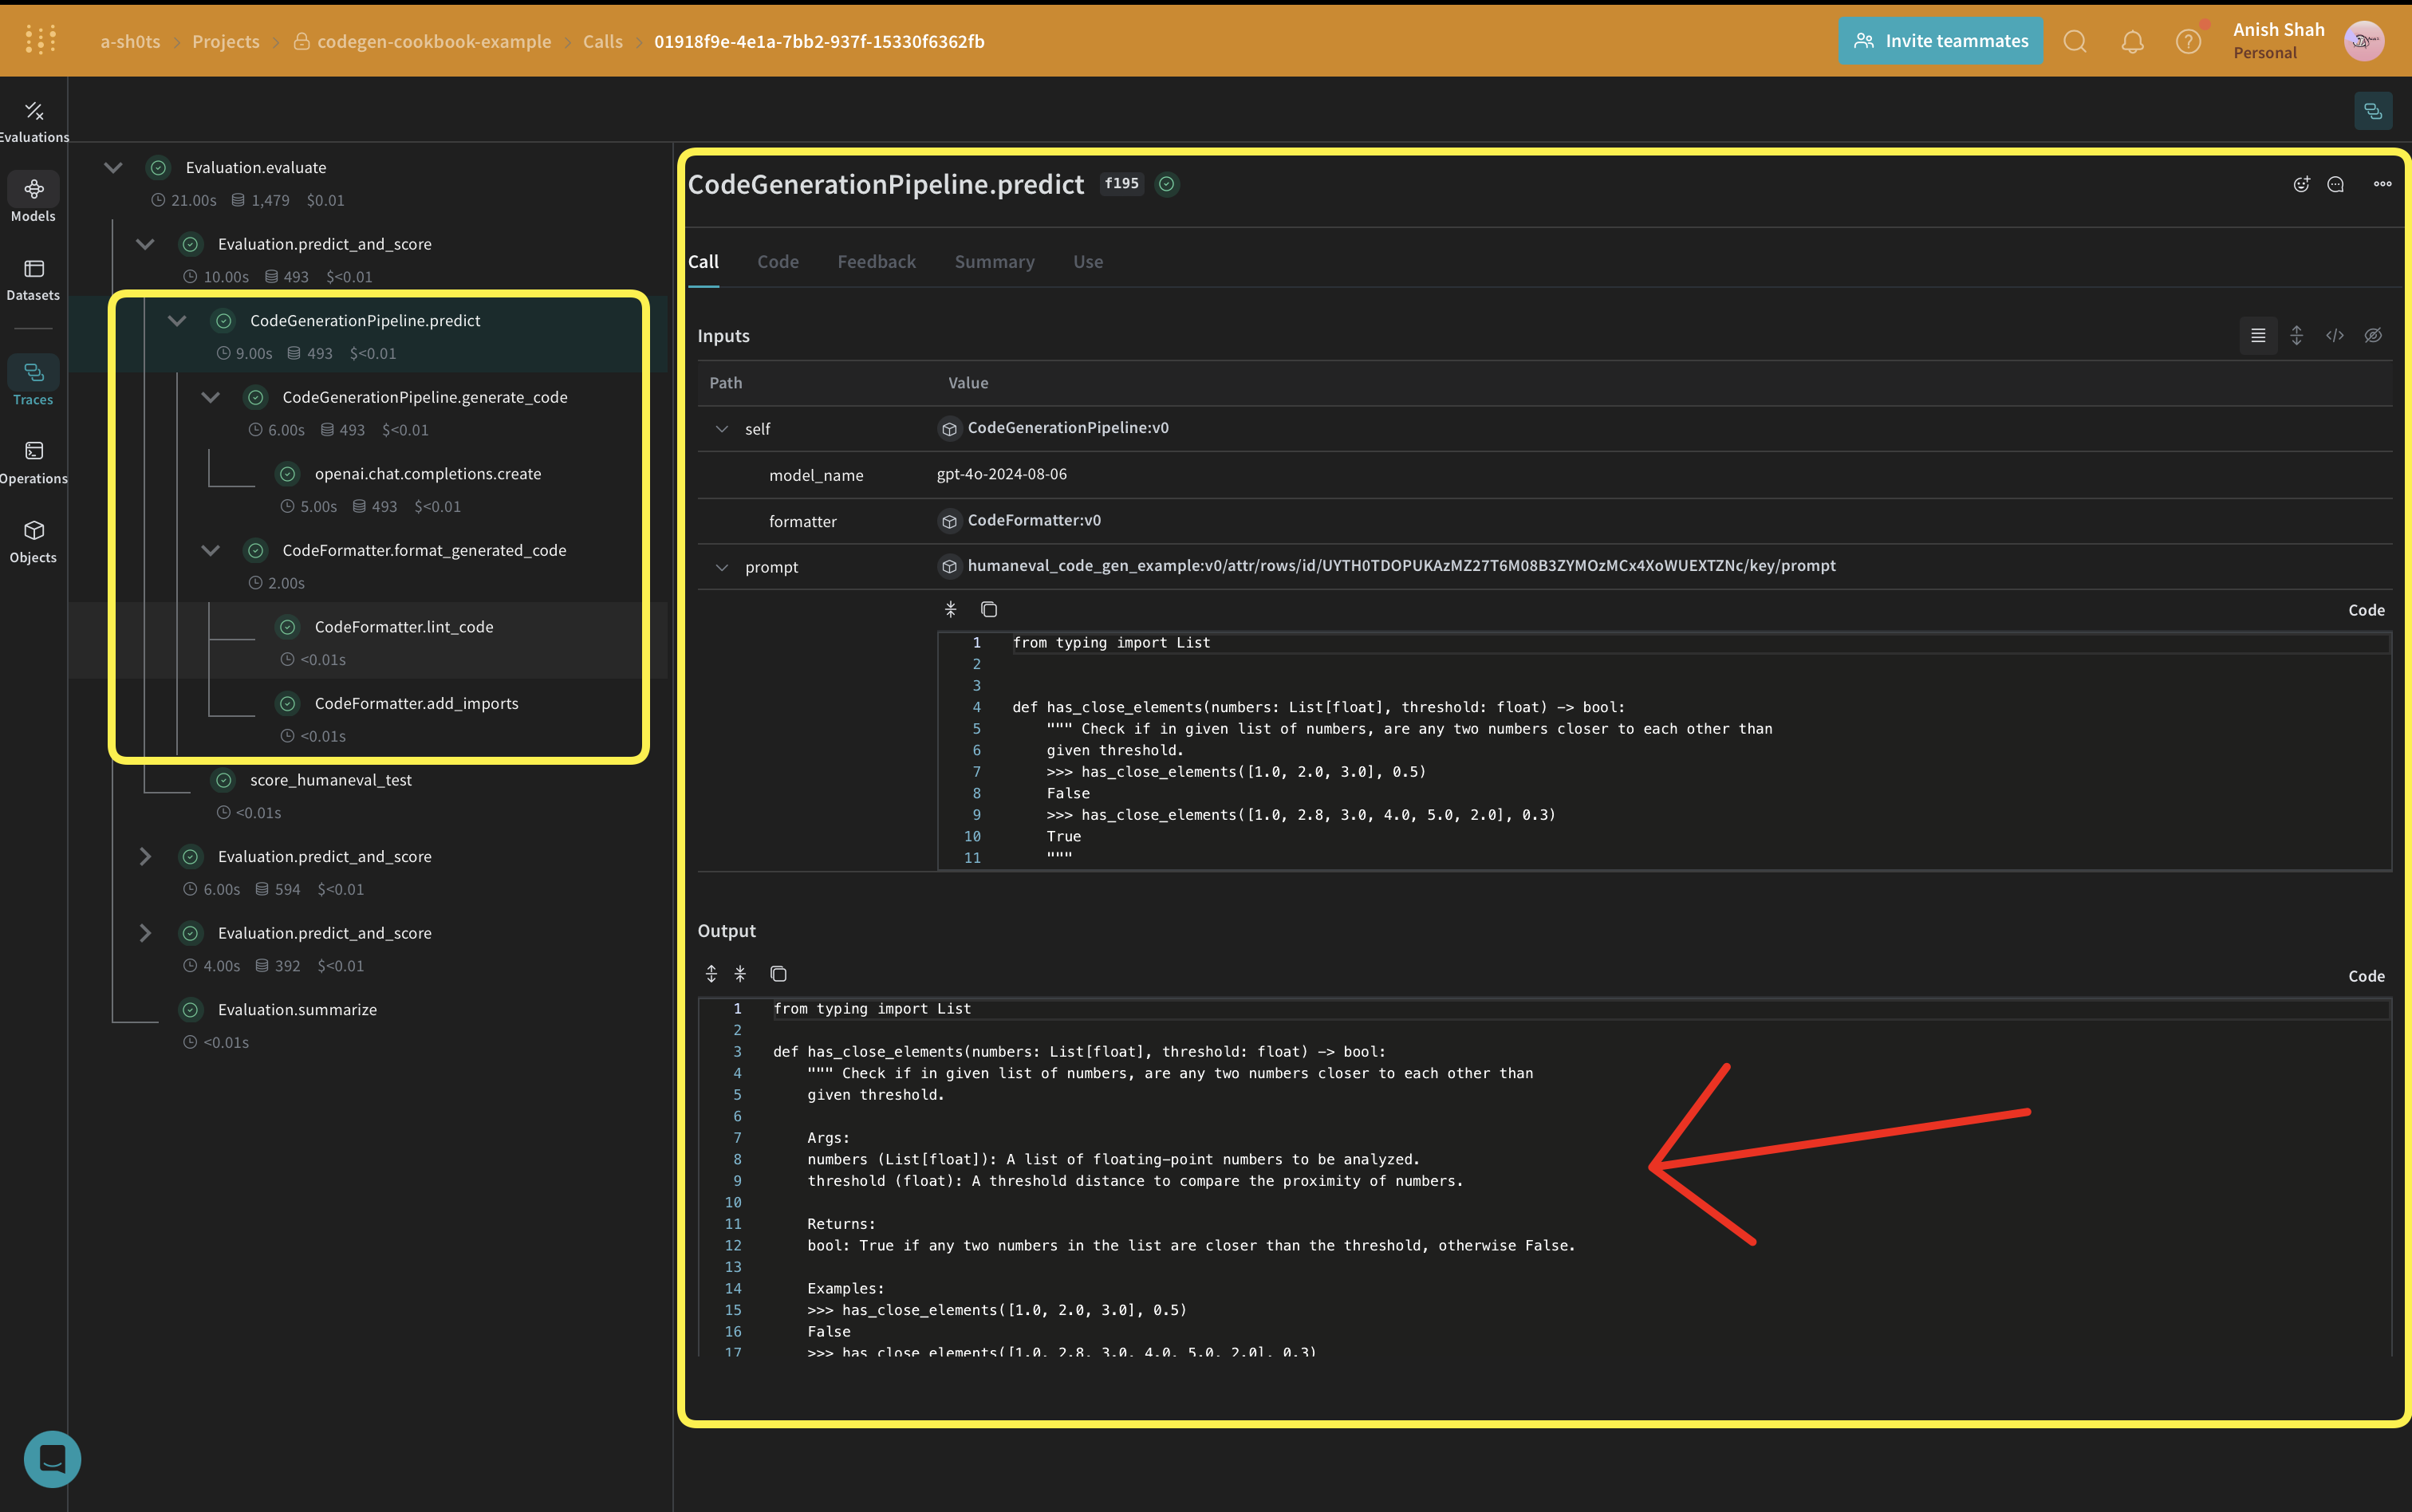 a-sh0ts > Projects > codegen-cookbook-example > Calls > 01918f9e-4e1a-7bb2-937f-15330f6362fb
Invite teammates
Anish Shah
Personal
Evaluations
Models
Datasets
Traces
Operations
Objects
Evaluation.evaluate
21.00s 1,479 $0.01
Evaluation.predict_and_score
10.00s 493 $<0.01
CodeGenerationPipeline.predict
9.00s 493 $<0.01
CodeGenerationPipeline.generate_code
6.00s 493 $<0.01
openai.chat.completions.create
5.00s 493 $<0.01
CodeFormatter.format_generated_code
2.00s
CodeFormatter.lint_code
<0.01s
CodeFormatter.add_imports
<0.01s
score_humaneval_test
<0.01s
Evaluation.predict_and_score
6.00s 594 $<0.01
Evaluation.predict_and_score
4.00s 392 $<0.01
Evaluation.summarize
<0.01s
CodeGenerationPipeline.predict f195
Call Code Feedback Summary Use
Inputs
Path Value
self CodeGenerationPipeline:v0
model_name gpt-4o-2024-08-06
formatter CodeFormatter:v0
prompt humaneval_code_gen_example:v0/attr/rows/id/UYTH0TDOPUKAzMZ27T6M08B3ZYMOzMCx4XoWUEXTZNc/key/prompt
Code
1 from typing import List
2
3
4 def has_close_elements(numbers: List[float], threshold: float) -> bool:
5 """ Check if in given list of numbers, are any two numbers closer to each other than
6 given threshold.
7 >>> has_close_elements([1.0, 2.0, 3.0], 0.5)
8 False
9 >>> has_close_elements([1.0, 2.8, 3.0, 4.0, 5.0, 2.0], 0.3)
10 True
11 """
Output
Code
1 from typing import List
2
3 def has_close_elements(numbers: List[float], threshold: float) -> bool:
4 """ Check if in given list of numbers, are any two numbers closer to each other than
5 given threshold.
6
7 Args:
8 numbers (List[float]): A list of floating-point numbers to be analyzed.
9 threshold (float): A threshold distance to compare the proximity of numbers.
10
11 Returns:
12 bool: True if any two numbers in the list are closer than the threshold, otherwise False.
13
14 Examples:
15 >>> has_close_elements([1.0, 2.0, 3.0], 0.5)
16 False
17 >>> has_close_elements([1.0, 2.8, 3.0, 4.0, 5.0, 2.0], 0.3)